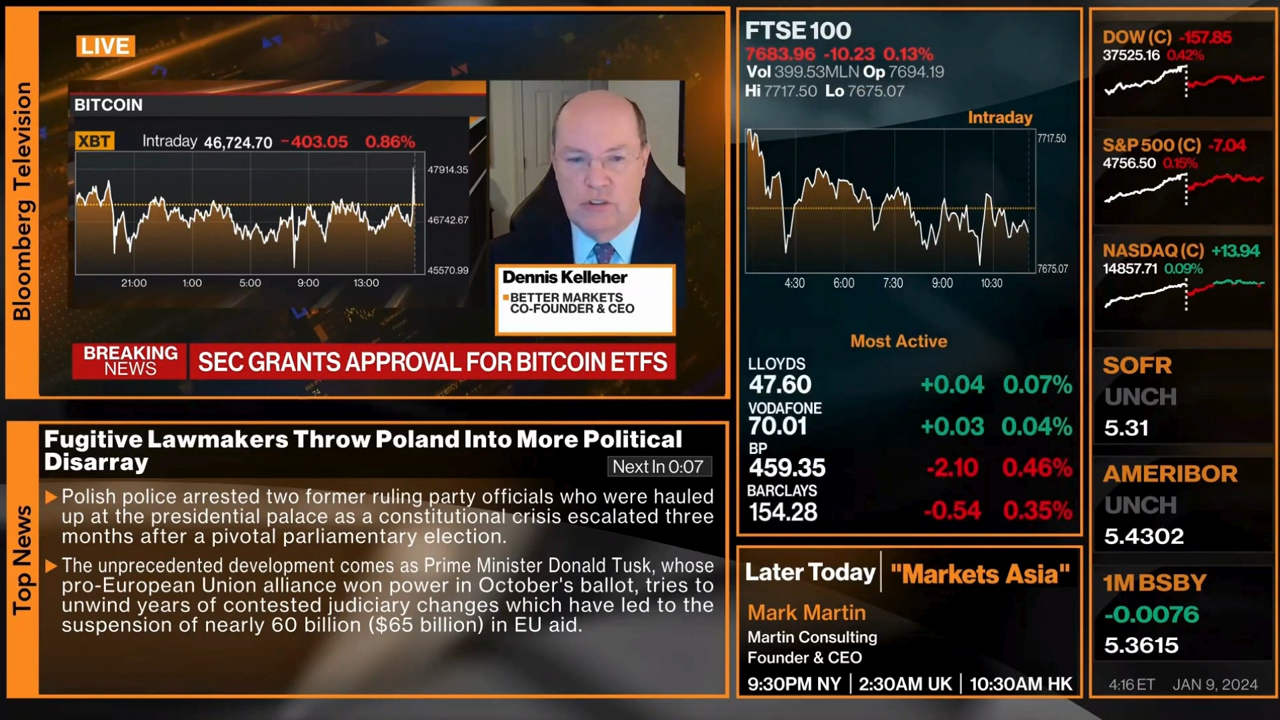 Bloomberg Television
LIVE
BITCOIN
XBT Intraday 46,724.70 -403.05 0.86%
47914.35
46742.67
45570.99
21:00 1:00 5:00 9:00 13:00
Dennis Kelleher
BETTER MARKETS
CO-FOUNDER & CEO
BREAKING
NEWS
SEC GRANTS APPROVAL FOR BITCOIN ETFS
Top News
Fugitive Lawmakers Throw Poland Into More Political
Disarray
Next In 0:07
Polish police arrested two former ruling party officials who were hauled
up at the presidential palace as a constitutional crisis escalated three
months after a pivotal parliamentary election.
The unprecedented development comes as Prime Minister Donald Tusk, whose
pro-European Union alliance won power in October's ballot, tries to
unwind years of contested judiciary changes which have led to the
suspension of nearly 60 billion ($65 billion) in EU aid.
FTSE 100
7683.96 -10.23 0.13%
Vol 399.53MLN Op 7694.19
Hi 7717.50 Lo 7675.07
Intraday
7717.50
7675.07
4:30 6:00 7:30 9:00 10:30
Most Active
LLOYDS
47.60 +0.04 0.07%
VODAFONE
70.01 +0.03 0.04%
BP
459.35 -2.10 0.46%
BARCLAYS
154.28 -0.54 0.35%
Later Today "Markets Asia"
Mark Martin
Martin Consulting
Founder & CEO
9:30PM NY | 2:30AM UK | 10:30AM HK
DOW (C) -157.85
37525.16 0.42%
S&P 500 (C) -7.04
4756.50 0.15%
NASDAQ (C) +13.94
14857.71 0.09%
SOFR
UNCH
5.31
AMERIBOR
UNCH
5.4302
1M BSBY
-0.0076
5.3615
4:16 ET JAN 9, 2024